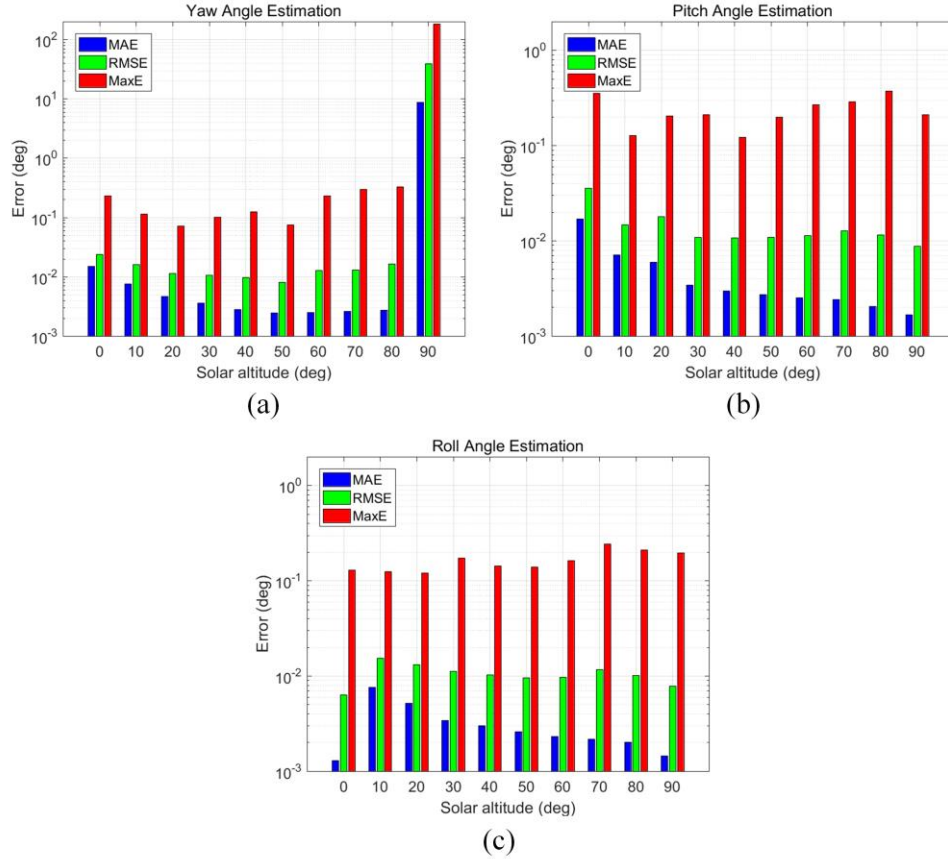 Yaw Angle Estimation
MAE
RMSE
MaxE
10^2
10^1
10^0
10^-1
10^-2
10^-3
Error (deg)
0 10 20 30 40 50 60 70 80 90
Solar altitude (deg)
(a)
Pitch Angle Estimation
MAE
RMSE
MaxE
10^0
10^-1
10^-2
10^-3
Error (deg)
0 10 20 30 40 50 60 70 80 90
Solar altitude (deg)
(b)
Roll Angle Estimation
MAE
RMSE
MaxE
10^0
10^-1
10^-2
10^-3
Error (deg)
0 10 20 30 40 50 60 70 80 90
Solar altitude (deg)
(c)